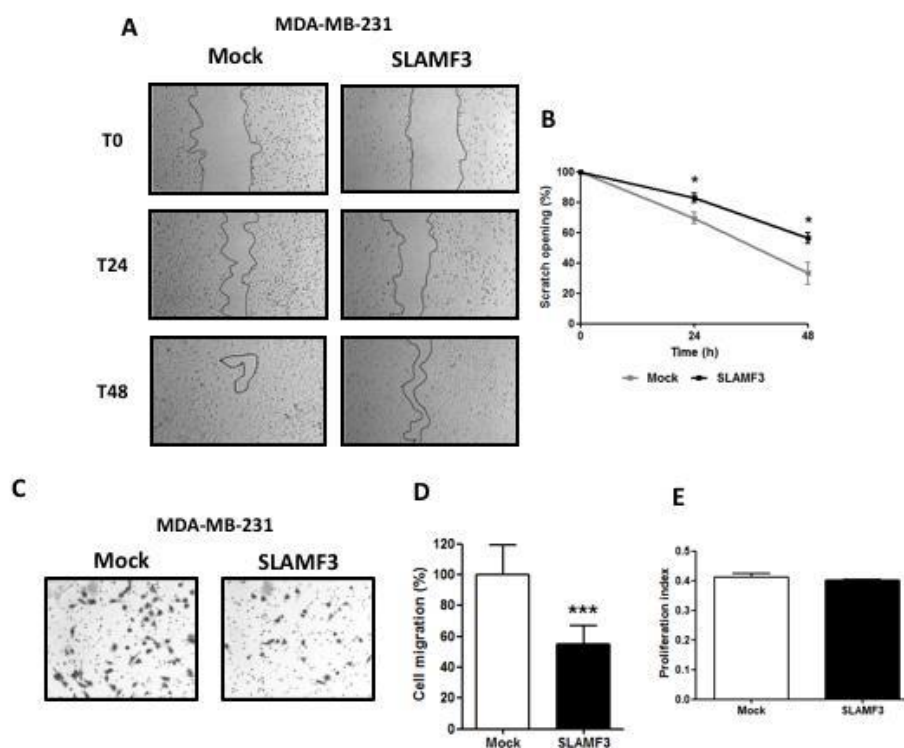 A
MDA-MB-231
Mock SLAMF3
T0
T24
T48
B
Scratch opening (%)
100
80
60
40
20
0
* *
0 24 48
Time (h)
Mock SLAMF3
C
MDA-MB-231
Mock SLAMF3
D
Cell migration (%)
120
100
80
60
40
20
0
***
Mock SLAMF3
E
Proliferation index
0.5
0.4
0.3
0.2
0.1
0.0
Mock SLAMF3